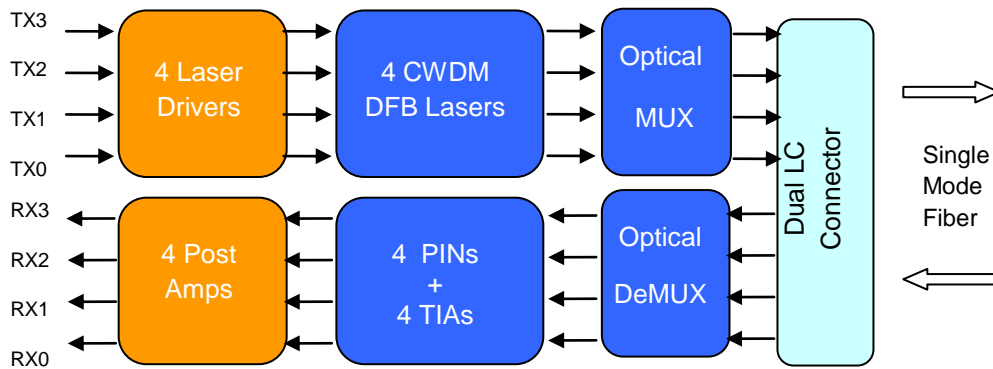 TX3
TX2
TX1
TX0
4 Laser
Drivers
4 CWDM
DFB Lasers
Optical
MUX
Dual LC
Connector
Single
Mode
Fiber
RX3
RX2
RX1
RX0
4 Post
Amps
4 PINs
+
4 TIAs
Optical
DeMUX